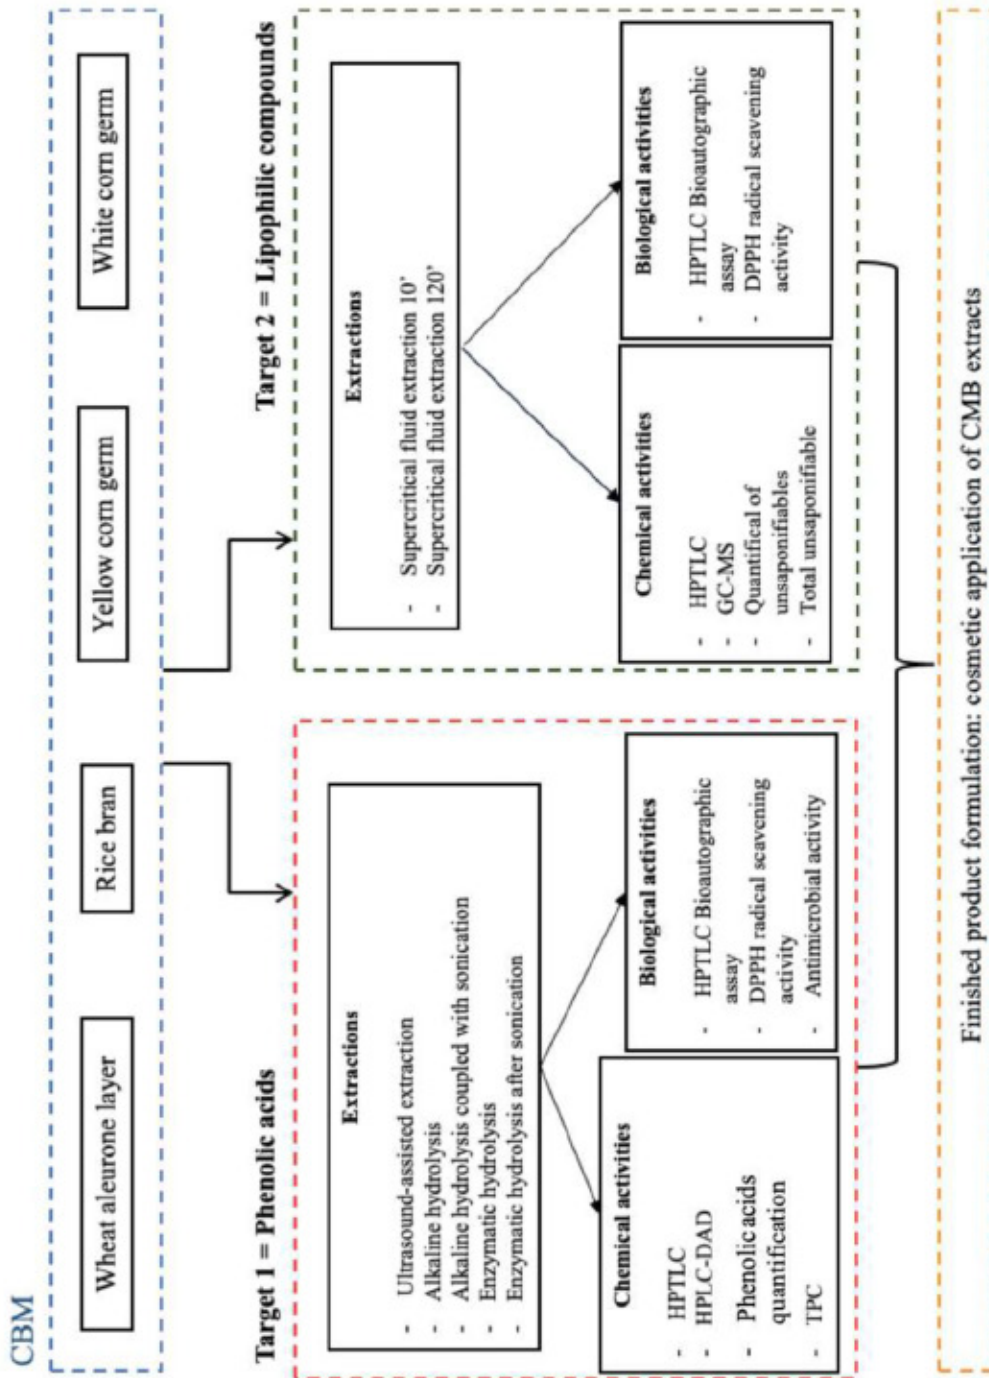 CBM
Wheat aleurone layer
Rice bran
Yellow corn germ
White corn germ
Target 1 = Phenolic acids
Extractions
- Ultrasound-assisted extraction
- Alkaline hydrolysis
- Alkaline hydrolysis coupled with sonication
- Enzymatic hydrolysis
- Enzymatic hydrolysis after sonication
Chemical activities
- HPTLC
- HPLC-DAD
- Phenolic acids
quantification
- TPC
Biological activities
- HPTLC Bioautographic
assay
- DPPH radical scavening
activity
- Antimicrobial activity
Target 2 = Lipophilic compounds
Extractions
- Supercritical fluid extraction 10'
- Supercritical fluid extraction 120'
Chemical activities
- HPTLC
- GC-MS
- Quantifical of
unsaponifiables
- Total unsaponifiable
Biological activities
- HPTLC Bioautographic
assay
- DPPH radical scavening
activity
Finished product formulation: cosmetic application of CMB extracts